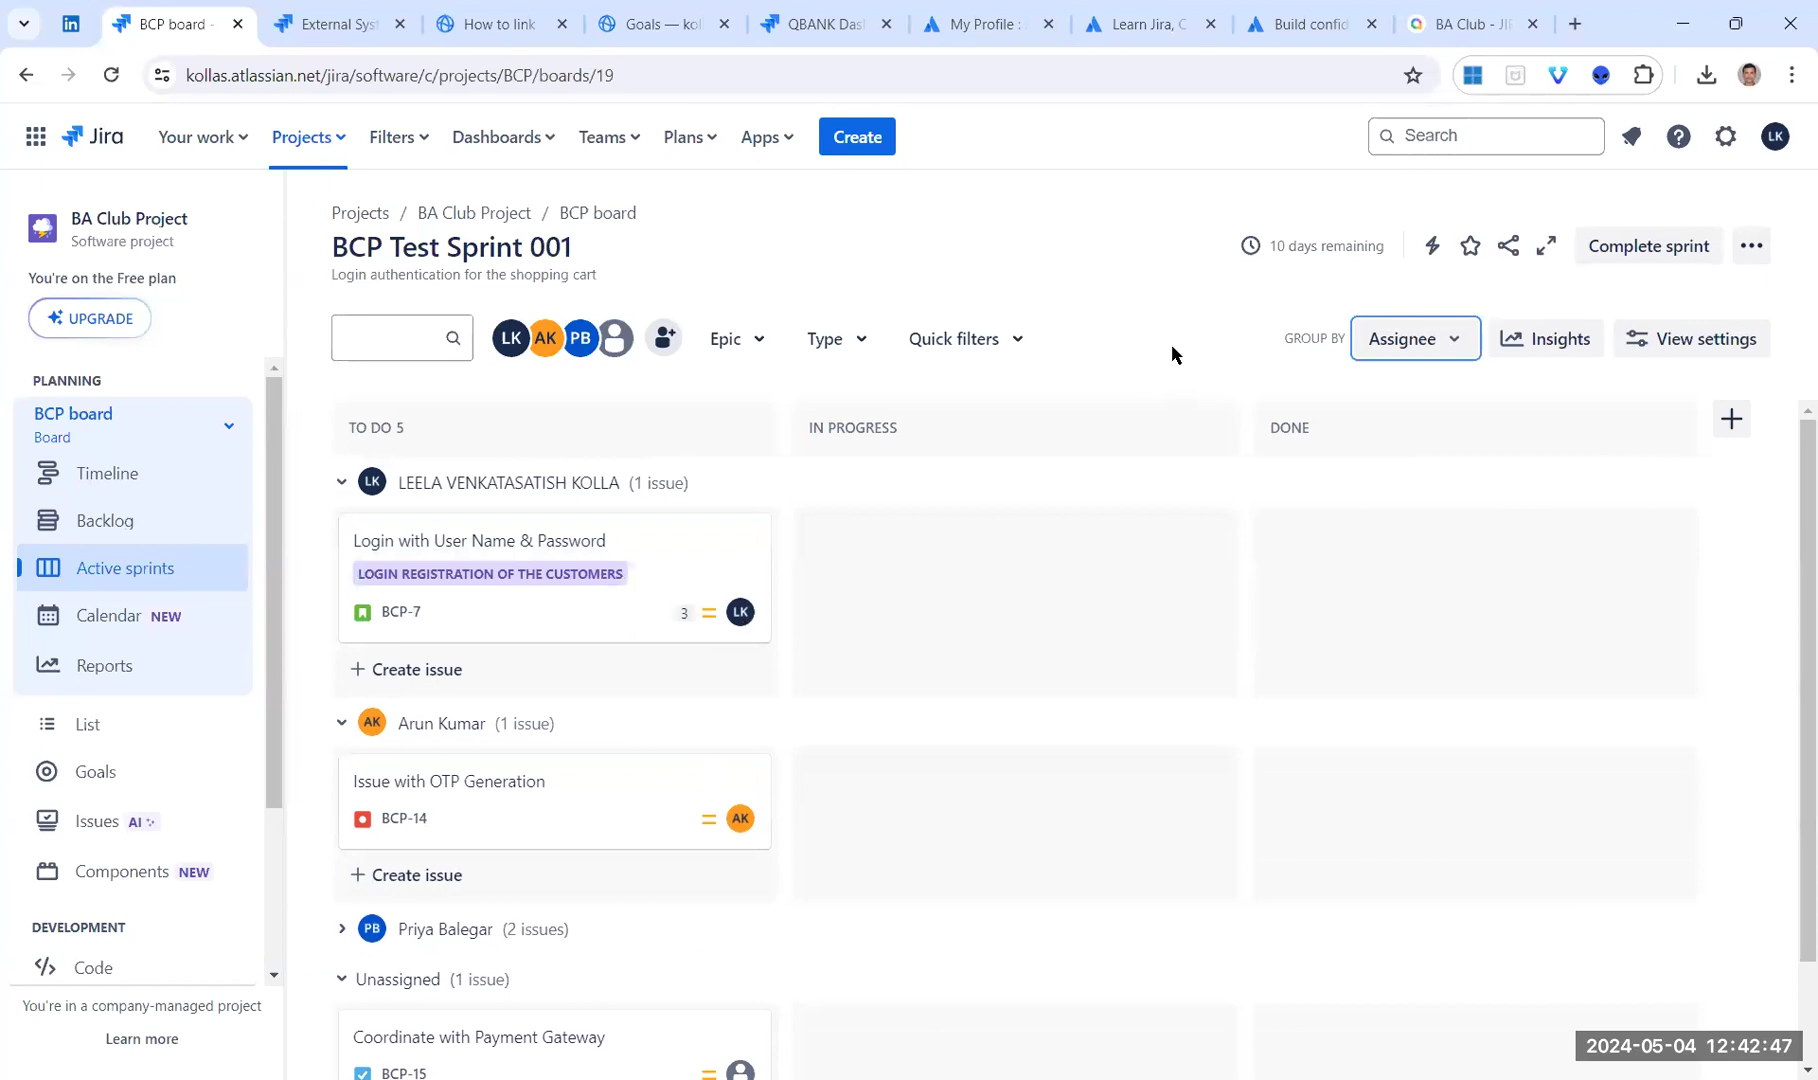 BCP board -
External Sys
How to link
Goals — kol
QBANK Das
My Profile :
Learn Jira, C
Build confid
BA Club - JI
kollas.atlassian.net/jira/software/c/projects/BCP/boards/19
Jira
Your work
Projects
Filters
Dashboards
Teams
Plans
Apps
Create
Search
LK
BA Club Project
Software project
You're on the Free plan
UPGRADE
PLANNING
BCP board
Board
Timeline
Backlog
Active sprints
Calendar NEW
Reports
List
Goals
Issues AI
Components NEW
DEVELOPMENT
Code
You're in a company-managed project
Learn more
Projects / BA Club Project / BCP board
BCP Test Sprint 001
Login authentication for the shopping cart
10 days remaining
Complete sprint
LK AK PB
Epic
Type
Quick filters
GROUP BY
Assignee
Insights
View settings
TO DO 5
IN PROGRESS
DONE
LK LEELA VENKATASATISH KOLLA (1 issue)
Login with User Name & Password
LOGIN REGISTRATION OF THE CUSTOMERS
BCP-7 3 LK
+ Create issue
AK Arun Kumar (1 issue)
Issue with OTP Generation
BCP-14 AK
+ Create issue
PB Priya Balegar (2 issues)
Unassigned (1 issue)
Coordinate with Payment Gateway
BCP-15
2024-05-04 12:42:47